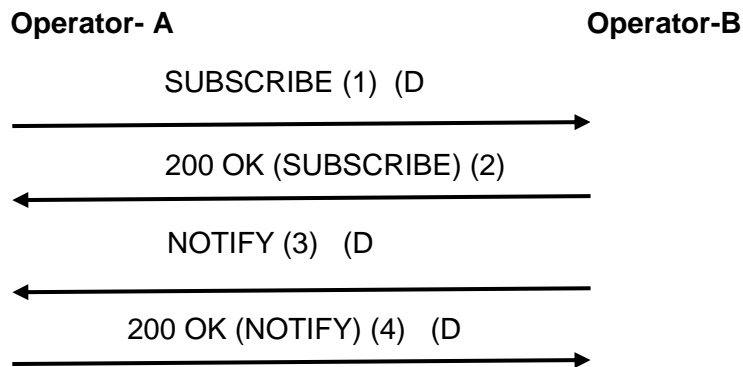 Operator- A Operator-B
SUBSCRIBE (1) (D
200 OK (SUBSCRIBE) (2)
NOTIFY (3) (D
200 OK (NOTIFY) (4) (D